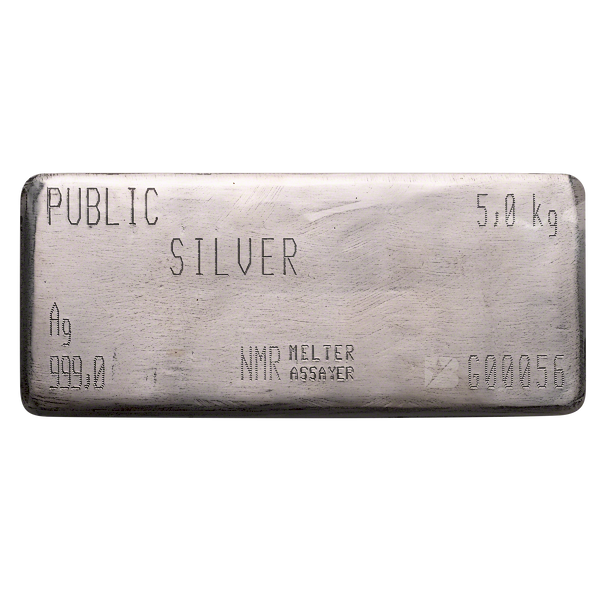 PUBLIC
5,0 kg
SILVER
Ag
999,0
NMR MELTER
ASSAYER
G00056